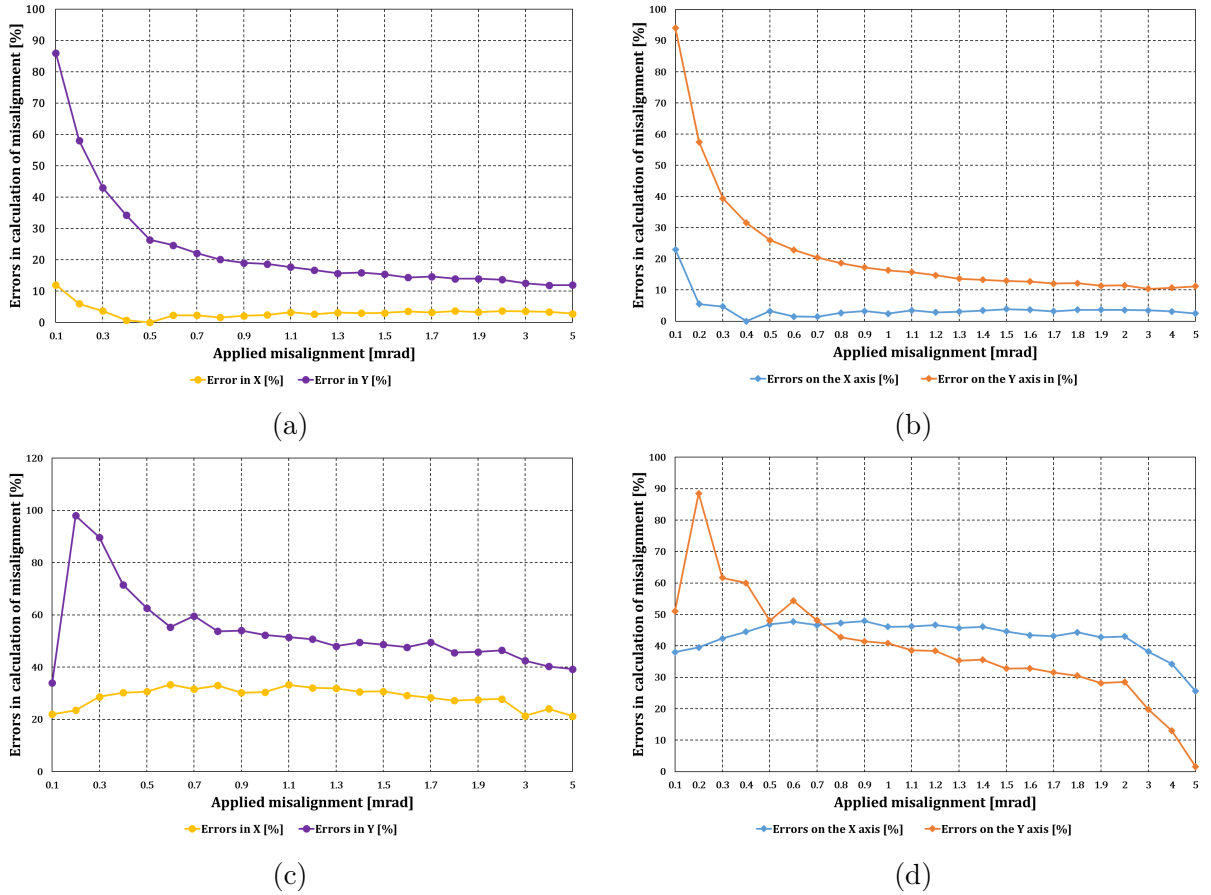 Errors in calculation of misalignment [%]
100
90
80
70
60
50
40
30
20
10
0
0.1 0.3 0.5 0.7 0.9 1.1 1.3 1.5 1.7 1.9 3 5
Applied misalignment [mrad]
Error in X [%] Error in Y [%]
(a)
Errors in calculation of misalignment [%]
100
90
80
70
60
50
40
30
20
10
0
0.1 0.2 0.3 0.4 0.5 0.6 0.7 0.8 0.9 1 1.1 1.2 1.3 1.4 1.5 1.6 1.7 1.8 1.9 2 3 4 5
Applied misalignment [mrad]
Errors on the X axis [%] Error on the Y axis in [%]
(b)
Errors in calculation of misalignment [%]
120
100
80
60
40
20
0
0.1 0.3 0.5 0.7 0.9 1.1 1.3 1.5 1.7 1.9 3 5
Applied misalignment [mrad]
Errors in X [%] Errors in Y [%]
(c)
Errors in calculation of misalignment [%]
100
90
80
70
60
50
40
30
20
10
0
0.1 0.2 0.3 0.4 0.5 0.6 0.7 0.8 0.9 1 1.1 1.2 1.3 1.4 1.5 1.6 1.7 1.8 1.9 2 3 4 5
Applied misalignment [mrad]
Errors on the X axis [%] Errors on the Y axis [%]
(d)